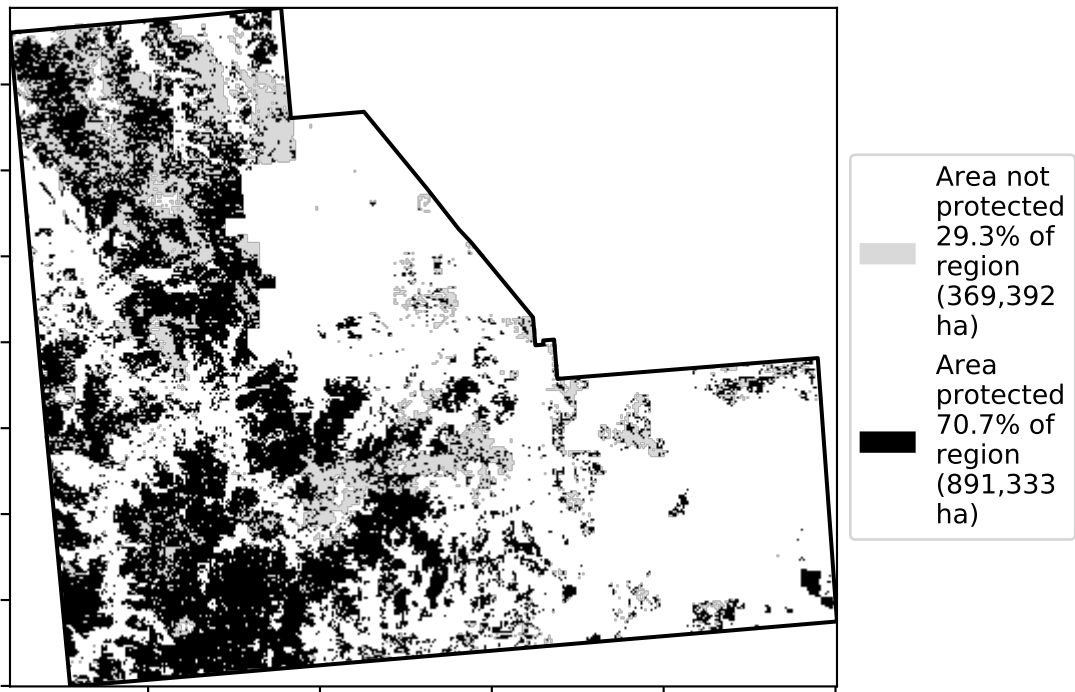 Area not
protected
29.3% of
region
(369,392
ha)
Area
protected
70.7% of
region
(891,333
ha)